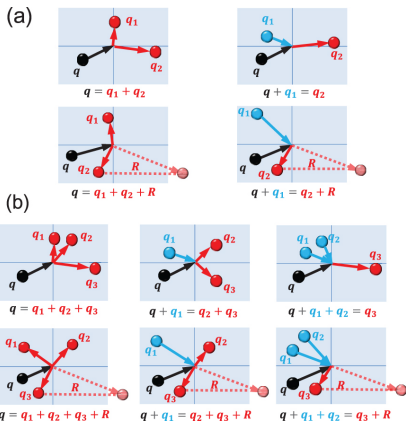 (a)
q₁
q
q₂
q = q₁ + q₂
q₁
q
q₂
q + q₁ = q₂
q₁
q
q₂
R
q = q₁ + q₂ + R
q₁
q
q₂
R
q + q₁ = q₂ + R
(b)
q₁ q₂
q
q₃
q = q₁ + q₂ + q₃
q₁ q₂
q
q₃
q + q₁ = q₂ + q₃
q₁ q₂
q
q₃
q + q₁ + q₂ = q₃
q₁ q₂
q
q₃
R
q = q₁ + q₂ + q₃ + R
q₁ q₂
q
q₃
R
q + q₁ = q₂ + q₃ + R
q₂
q₁
q
q₃
R
q + q₁ + q₂ = q₃ + R